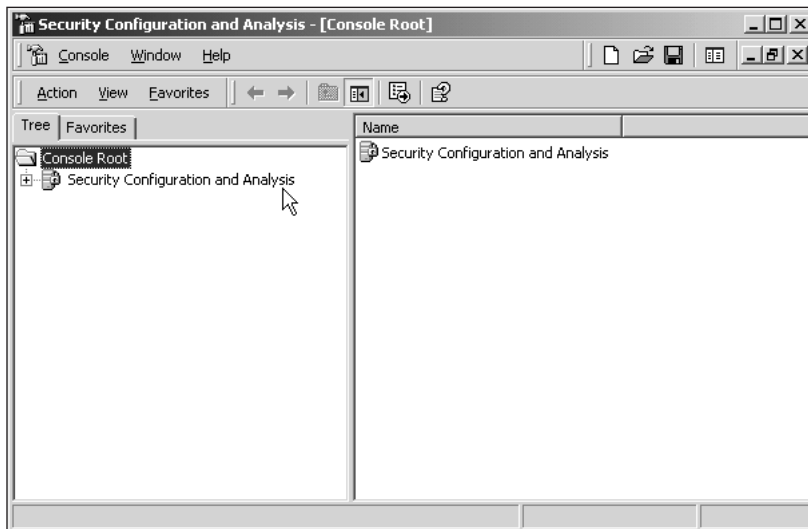 Security Configuration and Analysis - [Console Root]
Console Window Help
Action View Favorites
Tree Favorites
Name
Console Root
Security Configuration and Analysis
Security Configuration and Analysis